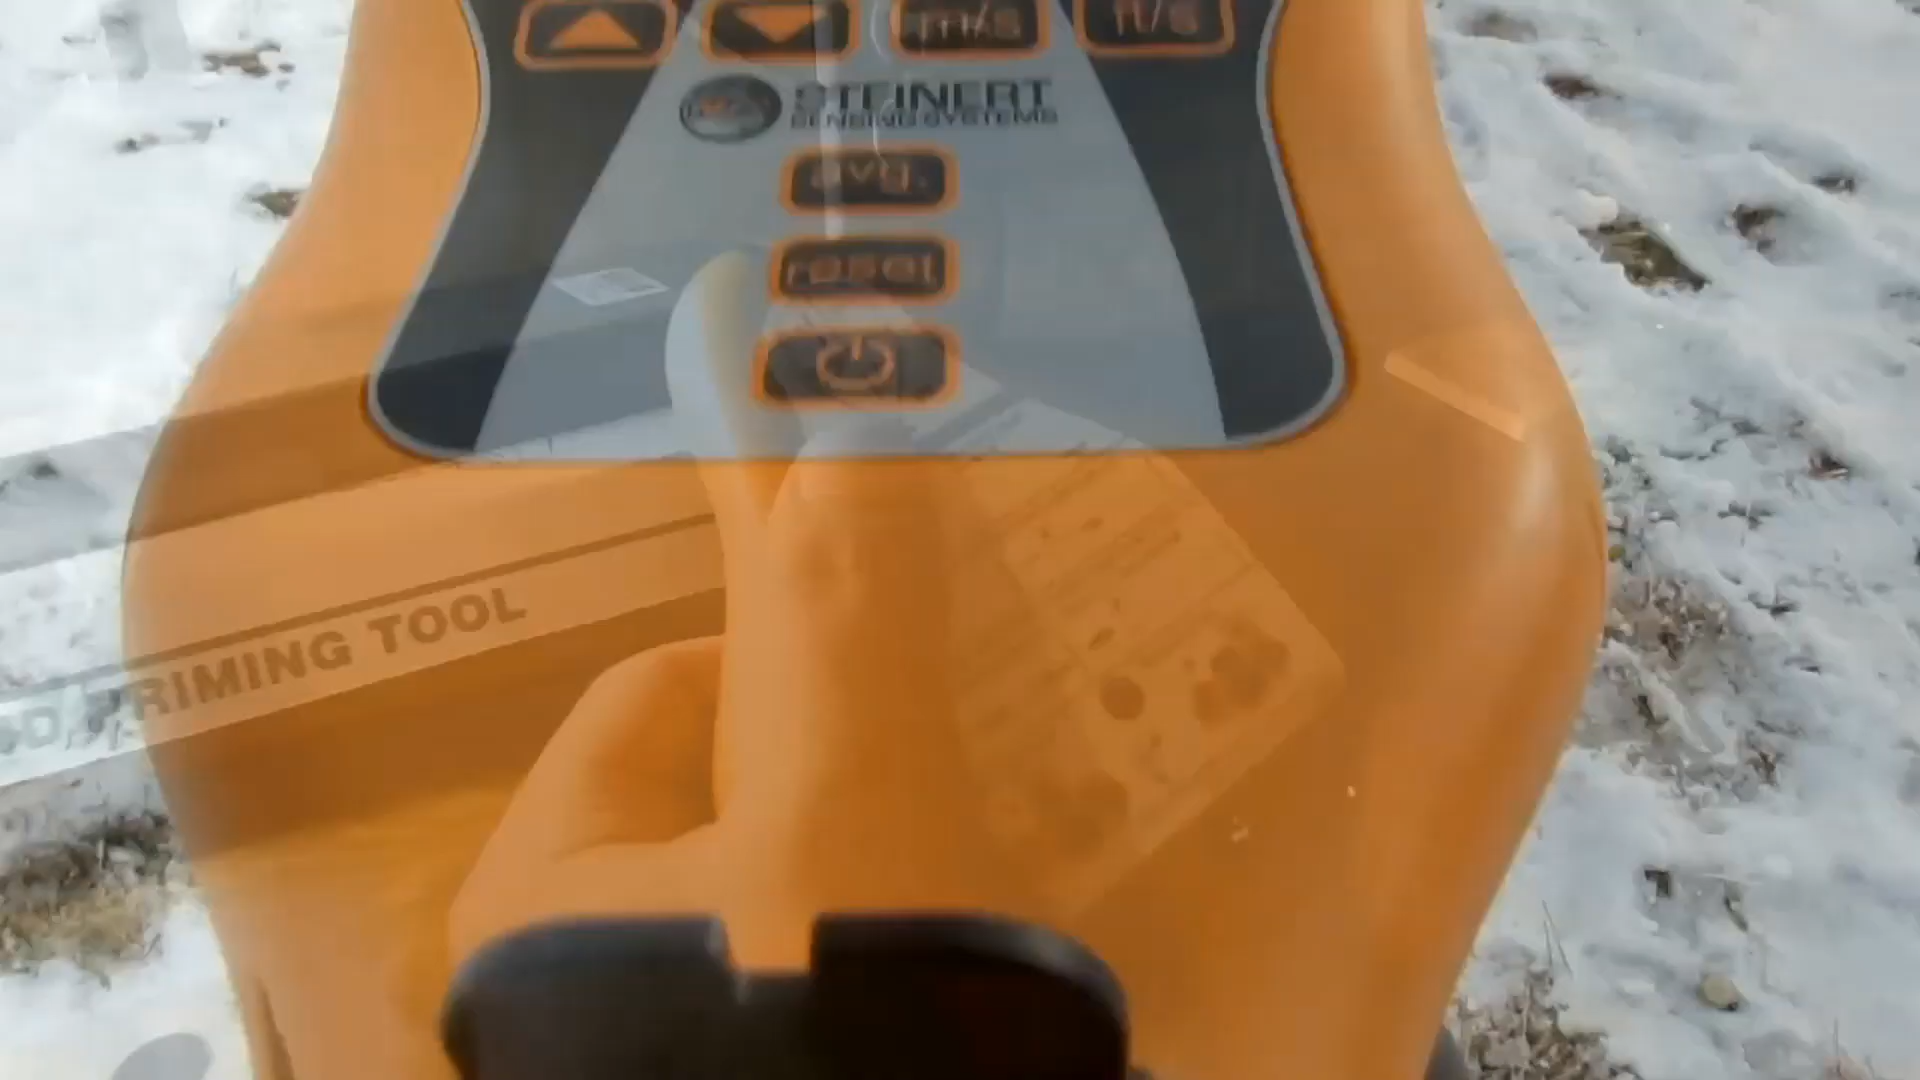 m/s ft/s
STEINERT
SENSING SYSTEMS
avg.
reset
PRIMING TOOL